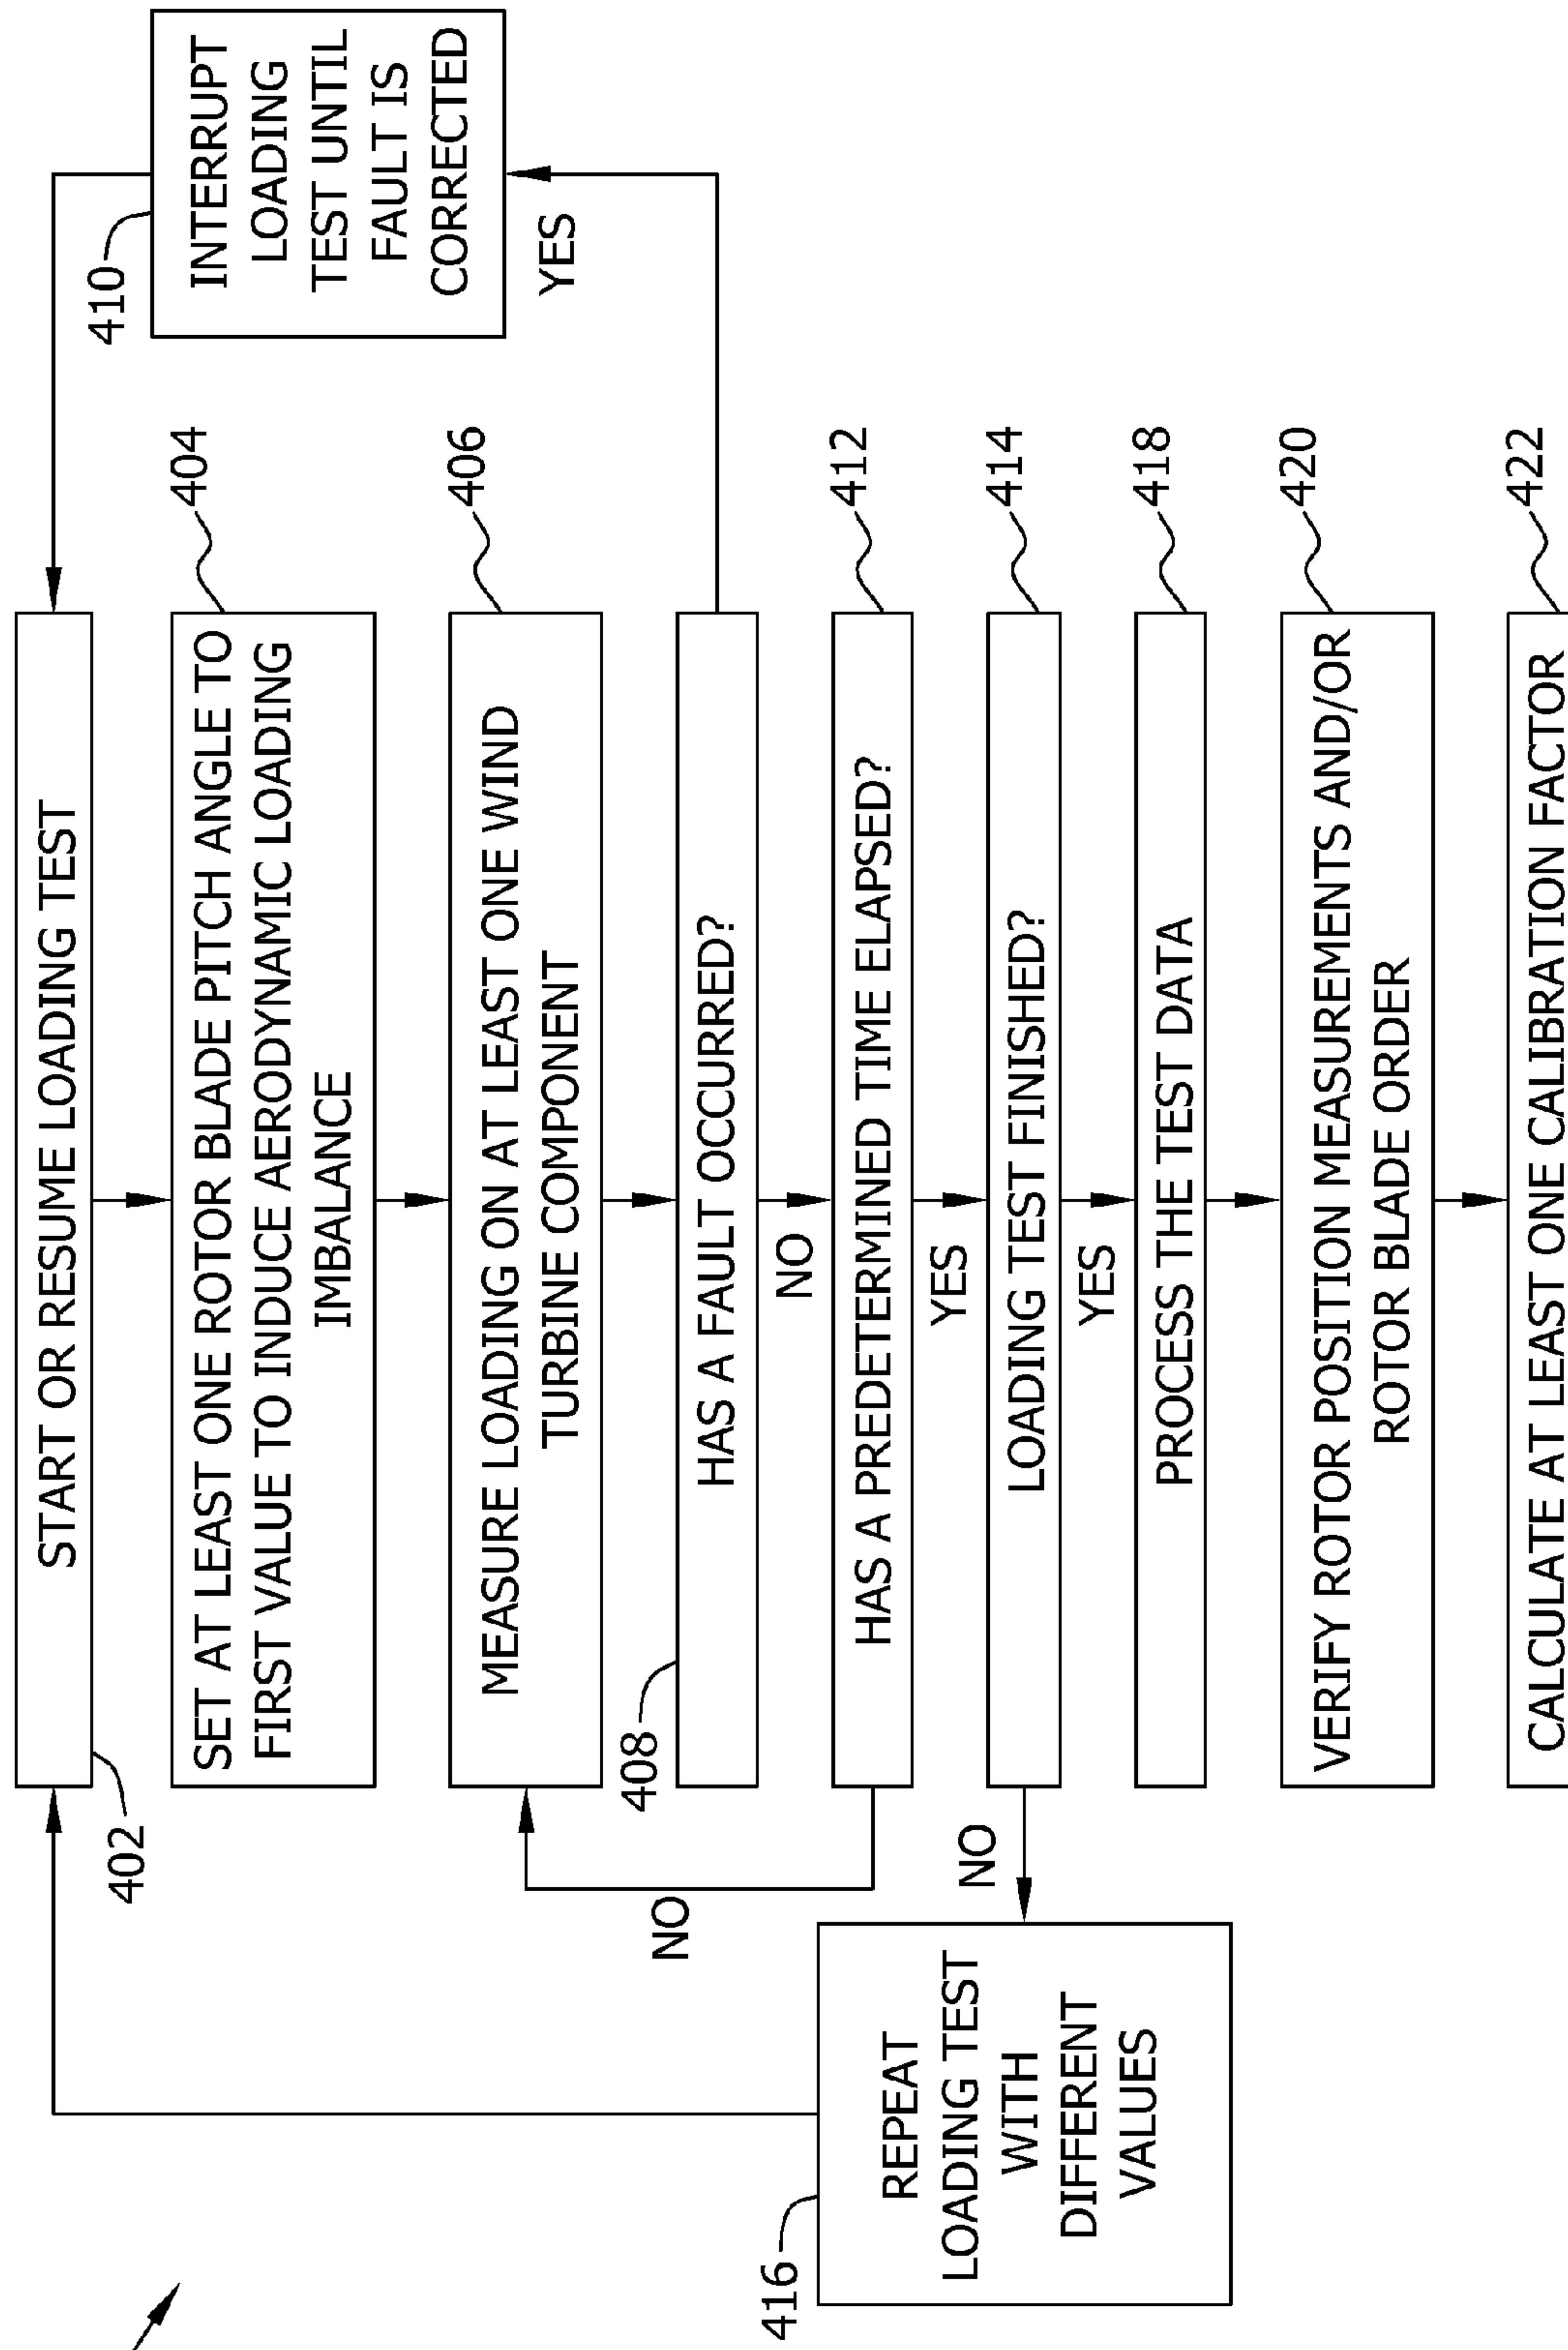 START OR RESUME LOADING TEST
402
SET AT LEAST ONE ROTOR BLADE PITCH ANGLE TO
FIRST VALUE TO INDUCE AERODYNAMIC LOADING
IMBALANCE
404
MEASURE LOADING ON AT LEAST ONE WIND
TURBINE COMPONENT
406
HAS A FAULT OCCURRED?
408
YES
INTERRUPT
LOADING
TEST UNTIL
FAULT IS
CORRECTED
410
NO
HAS A PREDETERMINED TIME ELAPSED?
412
NO
YES
LOADING TEST FINISHED?
414
NO
REPEAT
LOADING TEST
WITH
DIFFERENT
VALUES
416
YES
PROCESS THE TEST DATA
418
VERIFY ROTOR POSITION MEASUREMENTS AND/OR
ROTOR BLADE ORDER
420
CALCULATE AT LEAST ONE CALIBRATION FACTOR
422